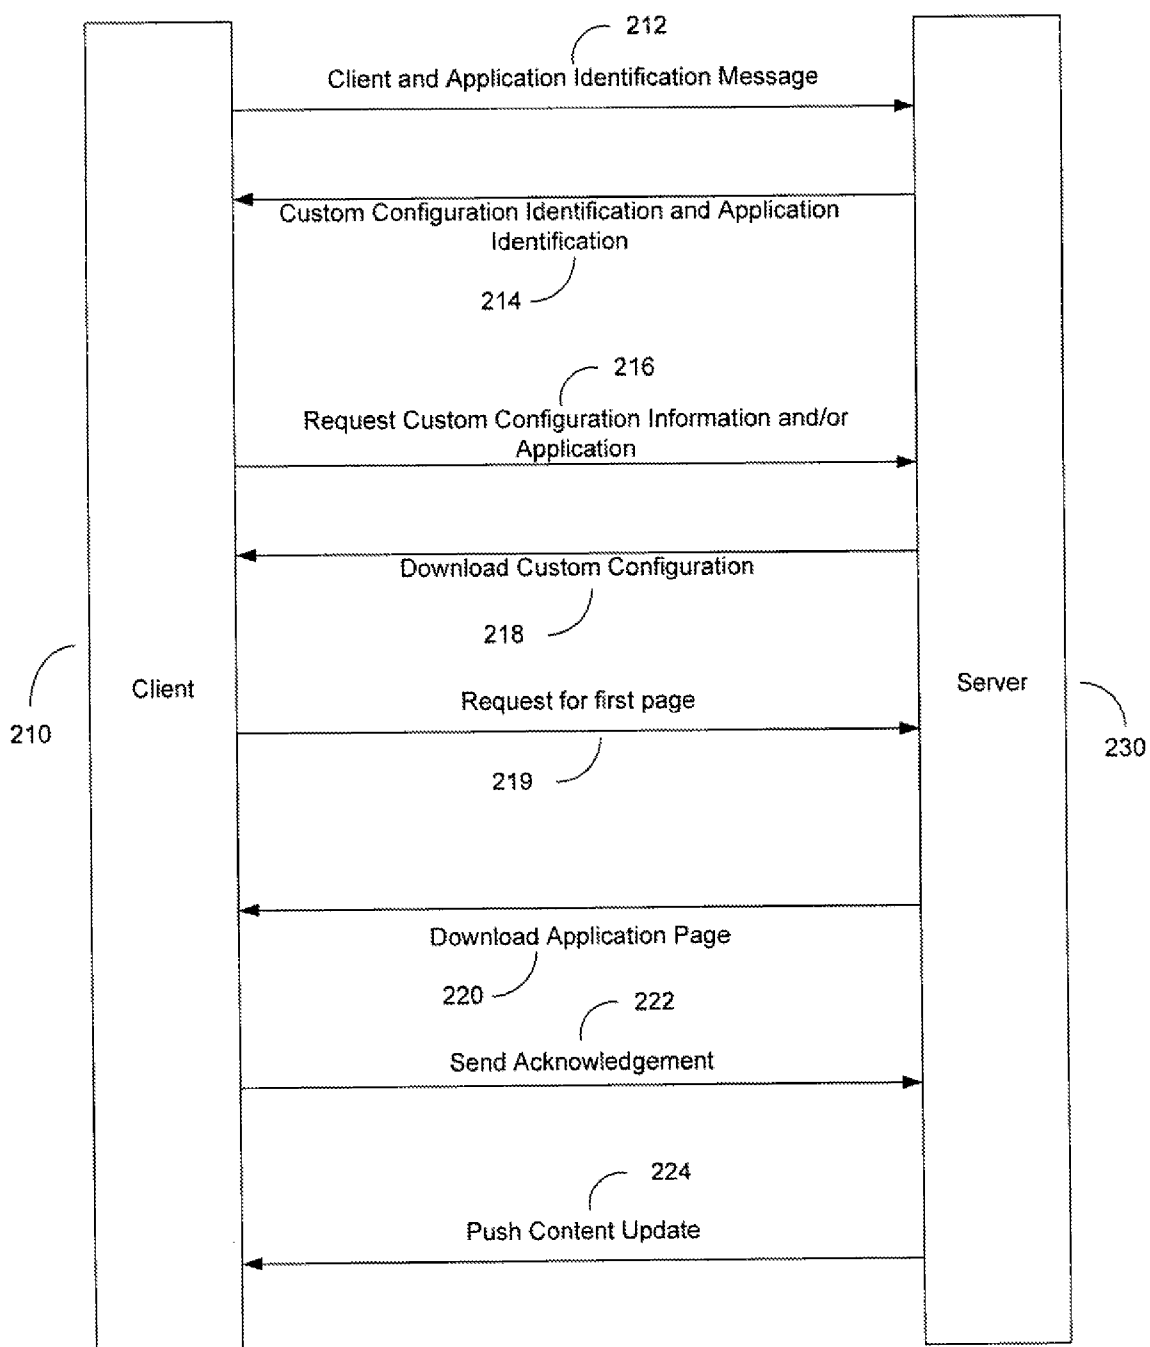 212
Client and Application Identification Message
Custom Configuration Identification and Application
Identification
214
216
Request Custom Configuration Information and/or
Application
Download Custom Configuration
218
Client
Server
Request for first page
210
230
219
Download Application Page
220
222
Send Acknowledgement
224
Push Content Update